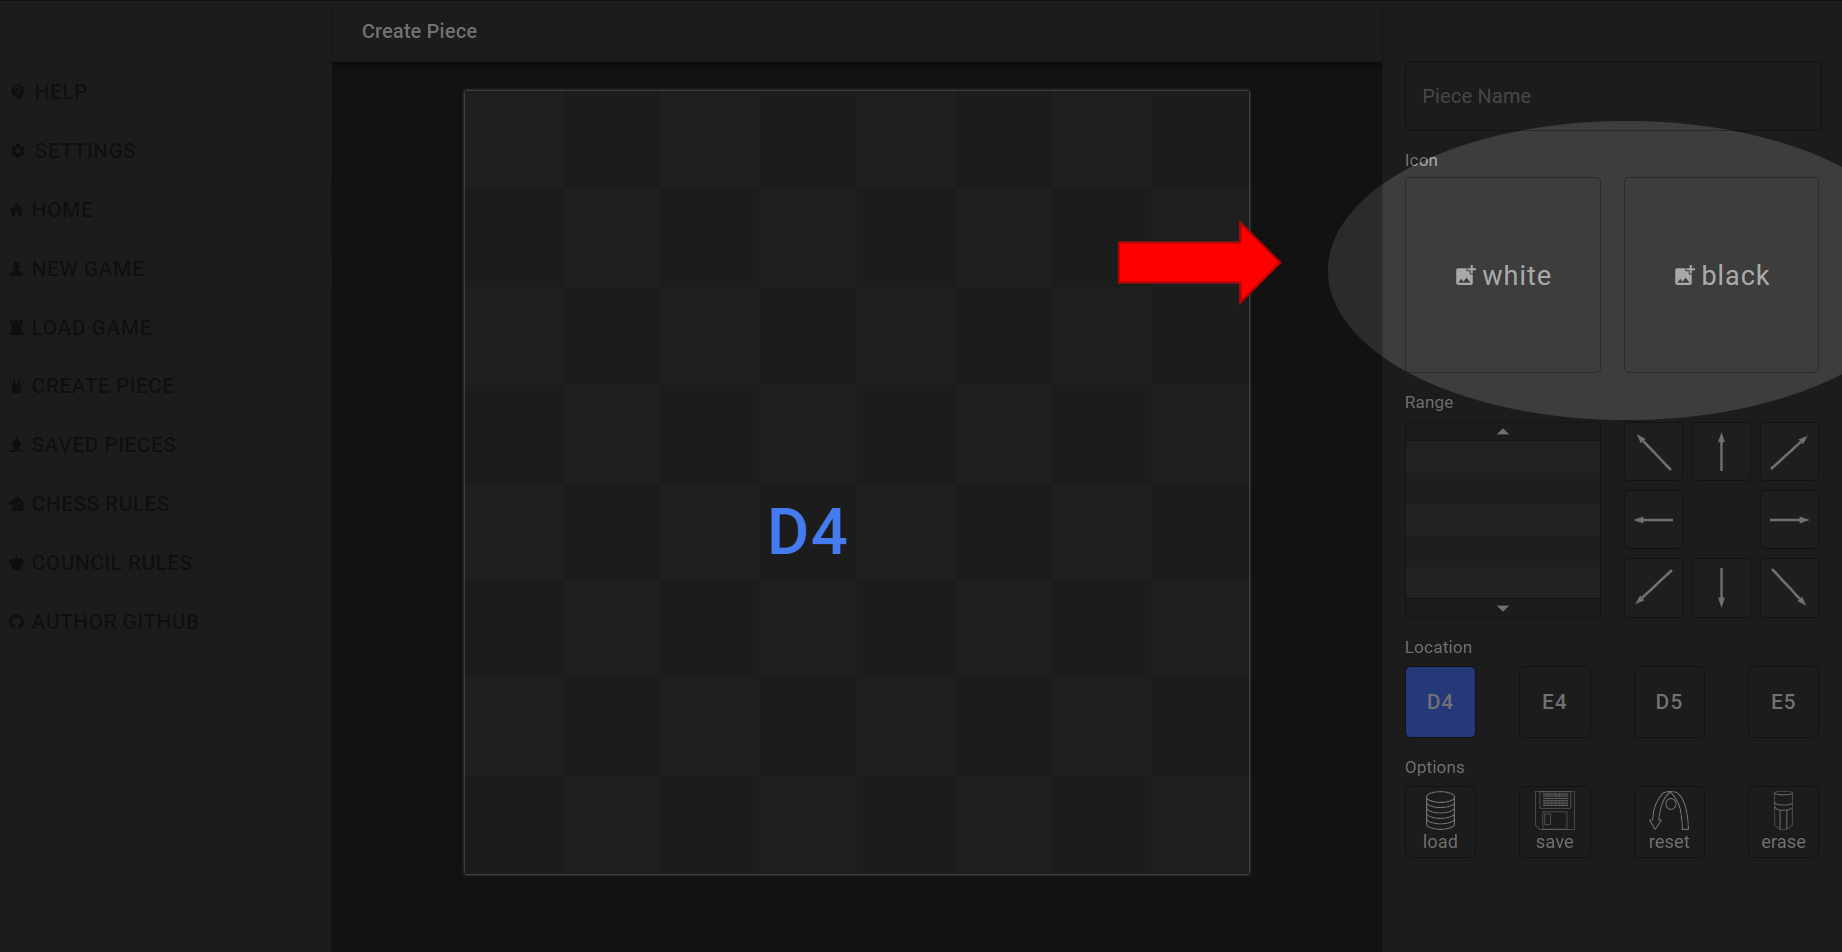 Create Piece
HELP
SETTINGS
HOME
NEW GAME
LOAD GAME
CREATE PIECE
SAVED PIECES
CHESS RULES
COUNCIL RULES
AUTHOR GITHUB
D4
Piece Name
Icon
white black
Range
Location
D4 E4 D5 E5
Options
load save reset erase